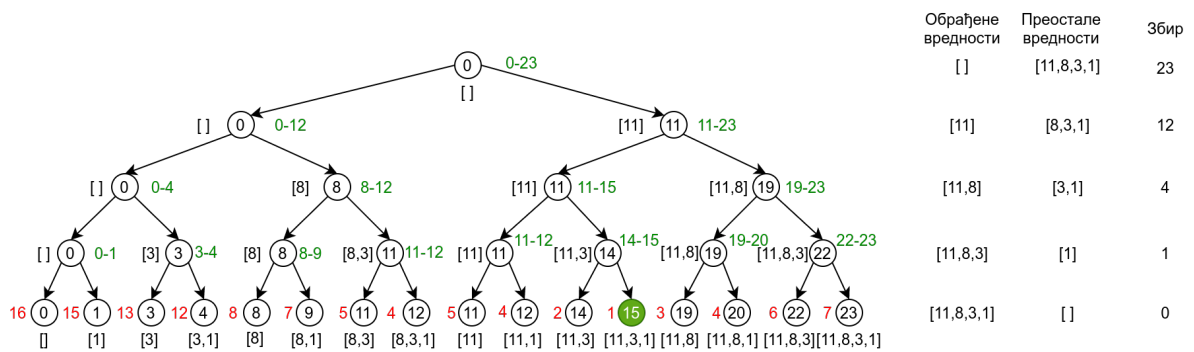 Обрађене вредности
Преостале вредности
Збир
0 0-23
[ ]
[ ] [11,8,3,1] 23
[ ] 0 0-12 [11] 11 11-23
[11] [8,3,1] 12
[ ] 0 0-4 [8] 8 8-12 [11] 11 11-15 [11,8] 19 19-23
[11,8] [3,1] 4
[ ] 0 0-1 [3] 3 3-4 [8] 8 8-9 [8,3] 11 11-12 [11] 11 11-12 [11,3] 14 14-15 [11,8] 19 19-20 [11.8,3] 22 22-23
[11,8,3] [1] 1
16 0 15 1 13 3 12 4 8 8 7 9 5 11 4 12 5 11 4 12 2 14 1 15 3 19 4 20 6 22 7 23
[11,8,3,1] [ ] 0
[] [1] [3] [3,1] [8] [8,1] [8,3] [8,3,1] [11] [11,1] [11,3] [11,3,1] [11,8] [11,8,1] [11,8,3] [11,8,3,1]